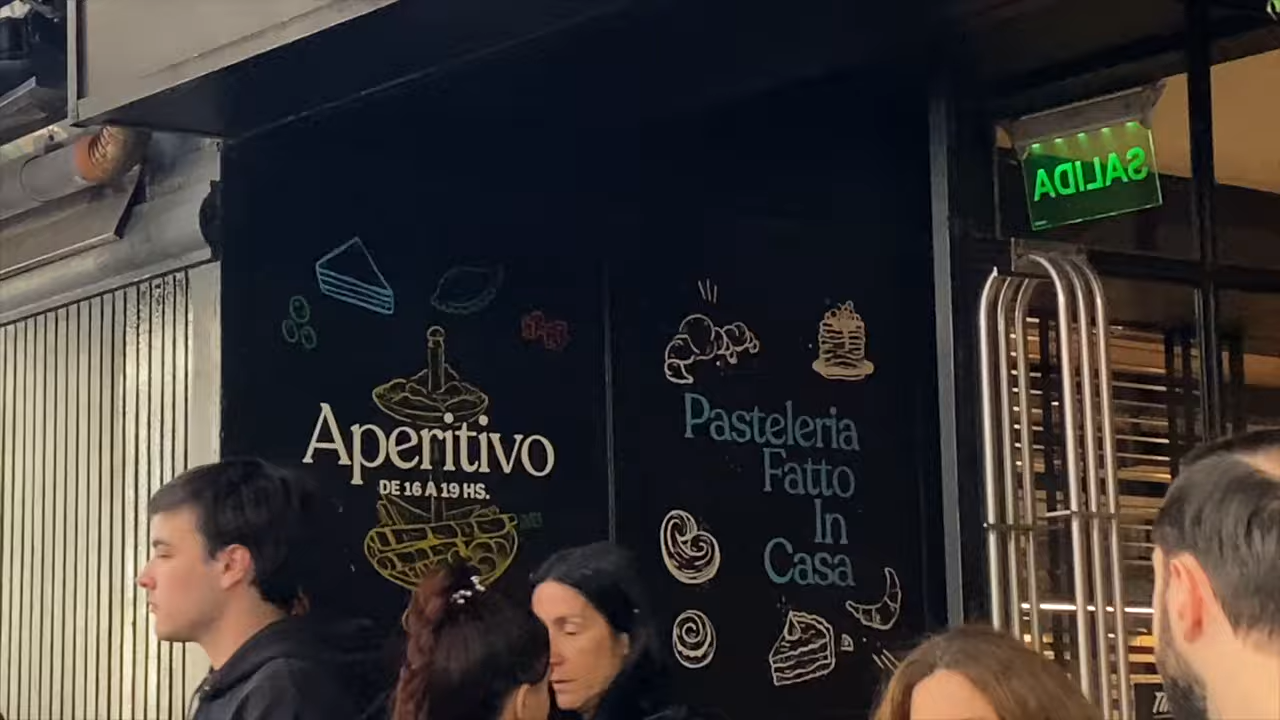 SALIDA
Aperitivo
DE 16 A 19 HS.
Pasteleria
Fatto
In
Casa